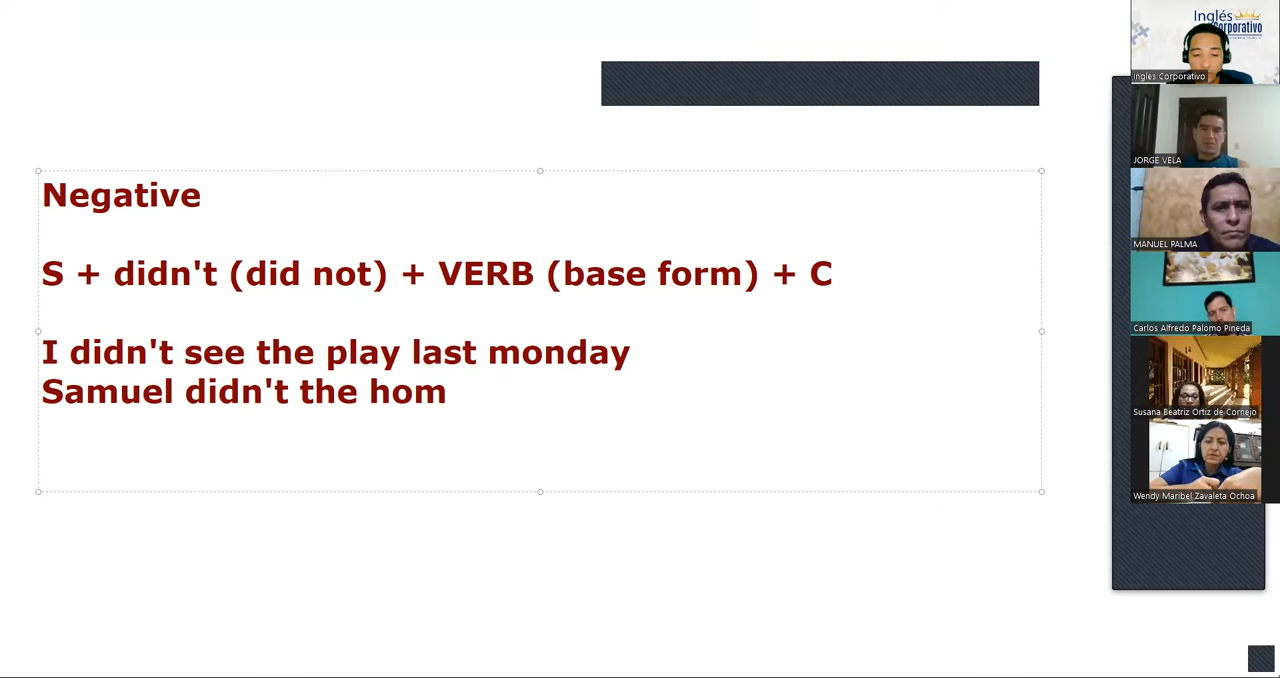 Negative
S + didn't (did not) + VERB (base form) + C
I didn't see the play last monday
Samuel didn't the hom
Inglés
Corporativo
Ingles Corporativo
JORGE VELA
MANUEL PALMA
Carlos Alfredo Palomo Pineda
Susana Beatriz Ortiz de Cornejo
Wendy Maribel Zavaleta Ochoa